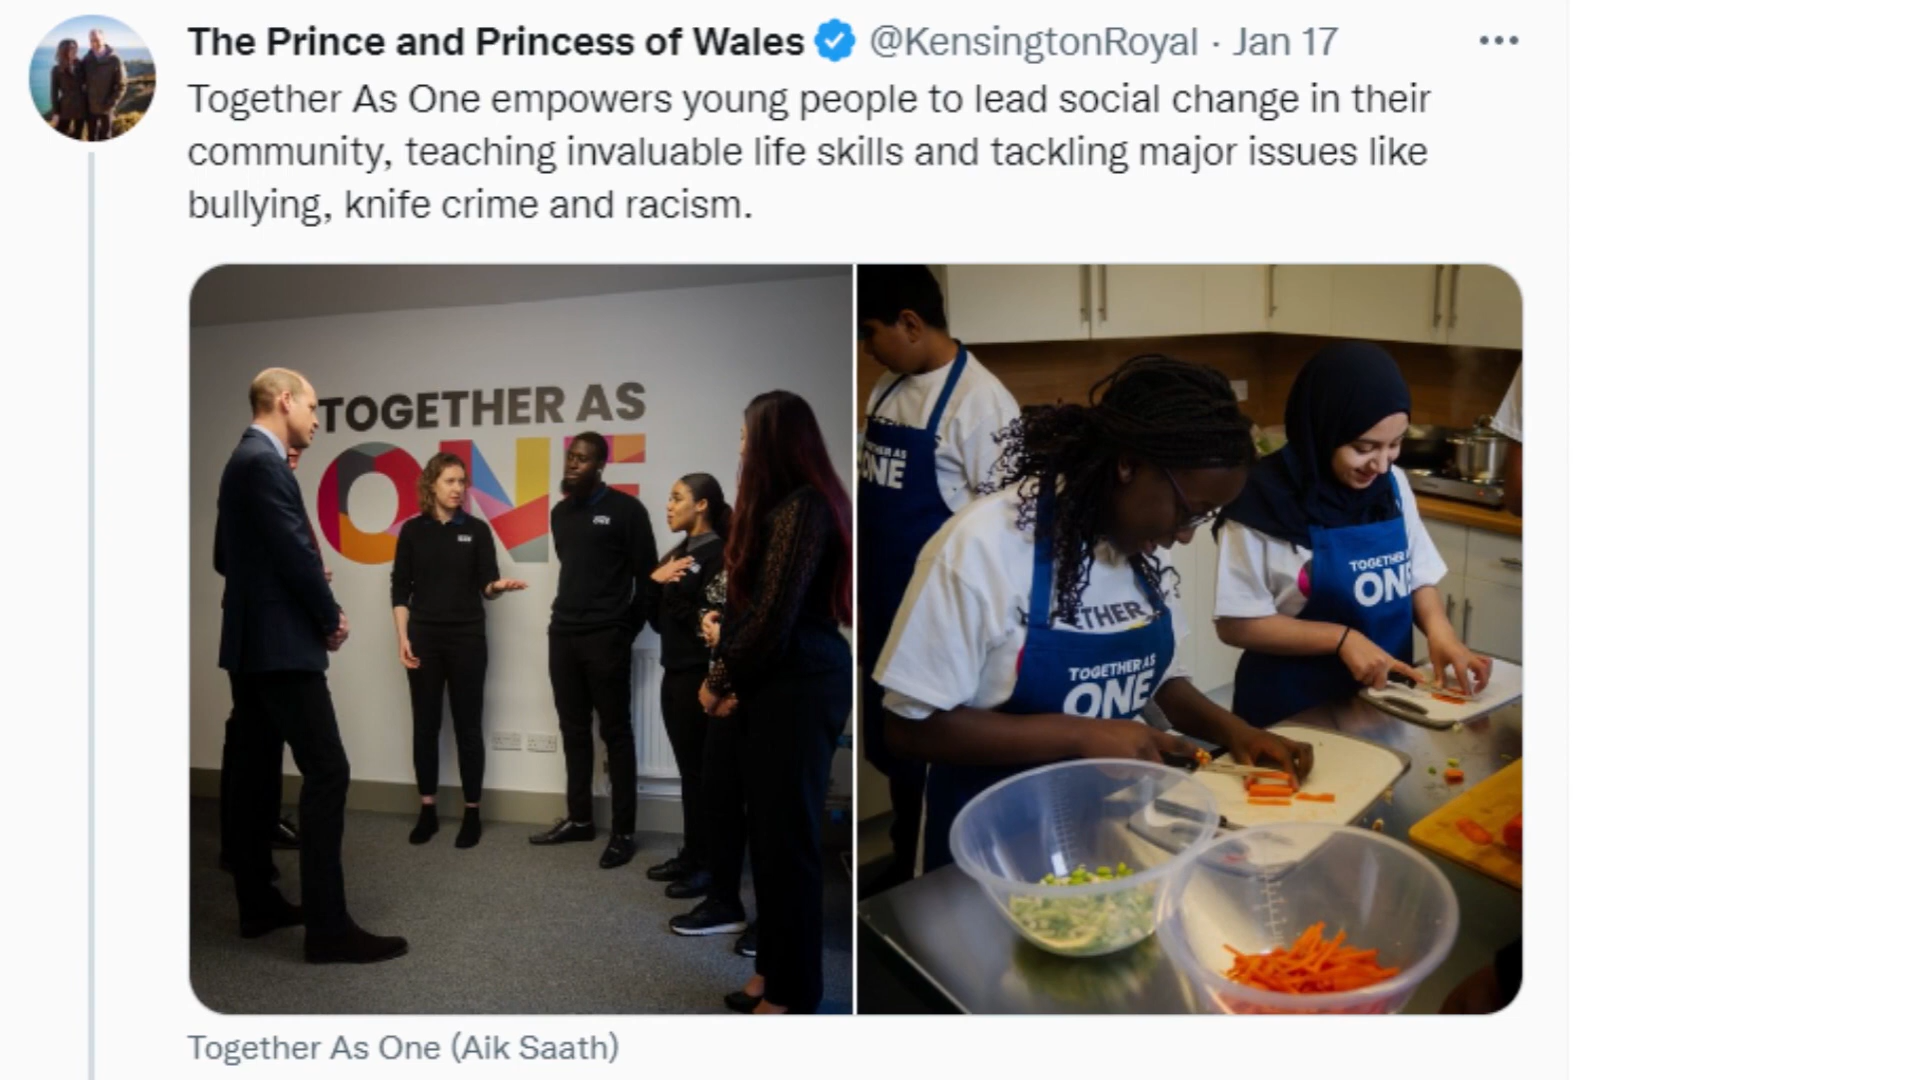 The Prince and Princess of Wales @KensingtonRoyal · Jan 17
Together As One empowers young people to lead social change in their
community, teaching invaluable life skills and tackling major issues like
bullying, knife crime and racism.
TOGETHER AS
ONE
ONE
ONE
ETHER
TOGETHER AS
ONE
TOGETHER
ON
Together As One (Aik Saath)